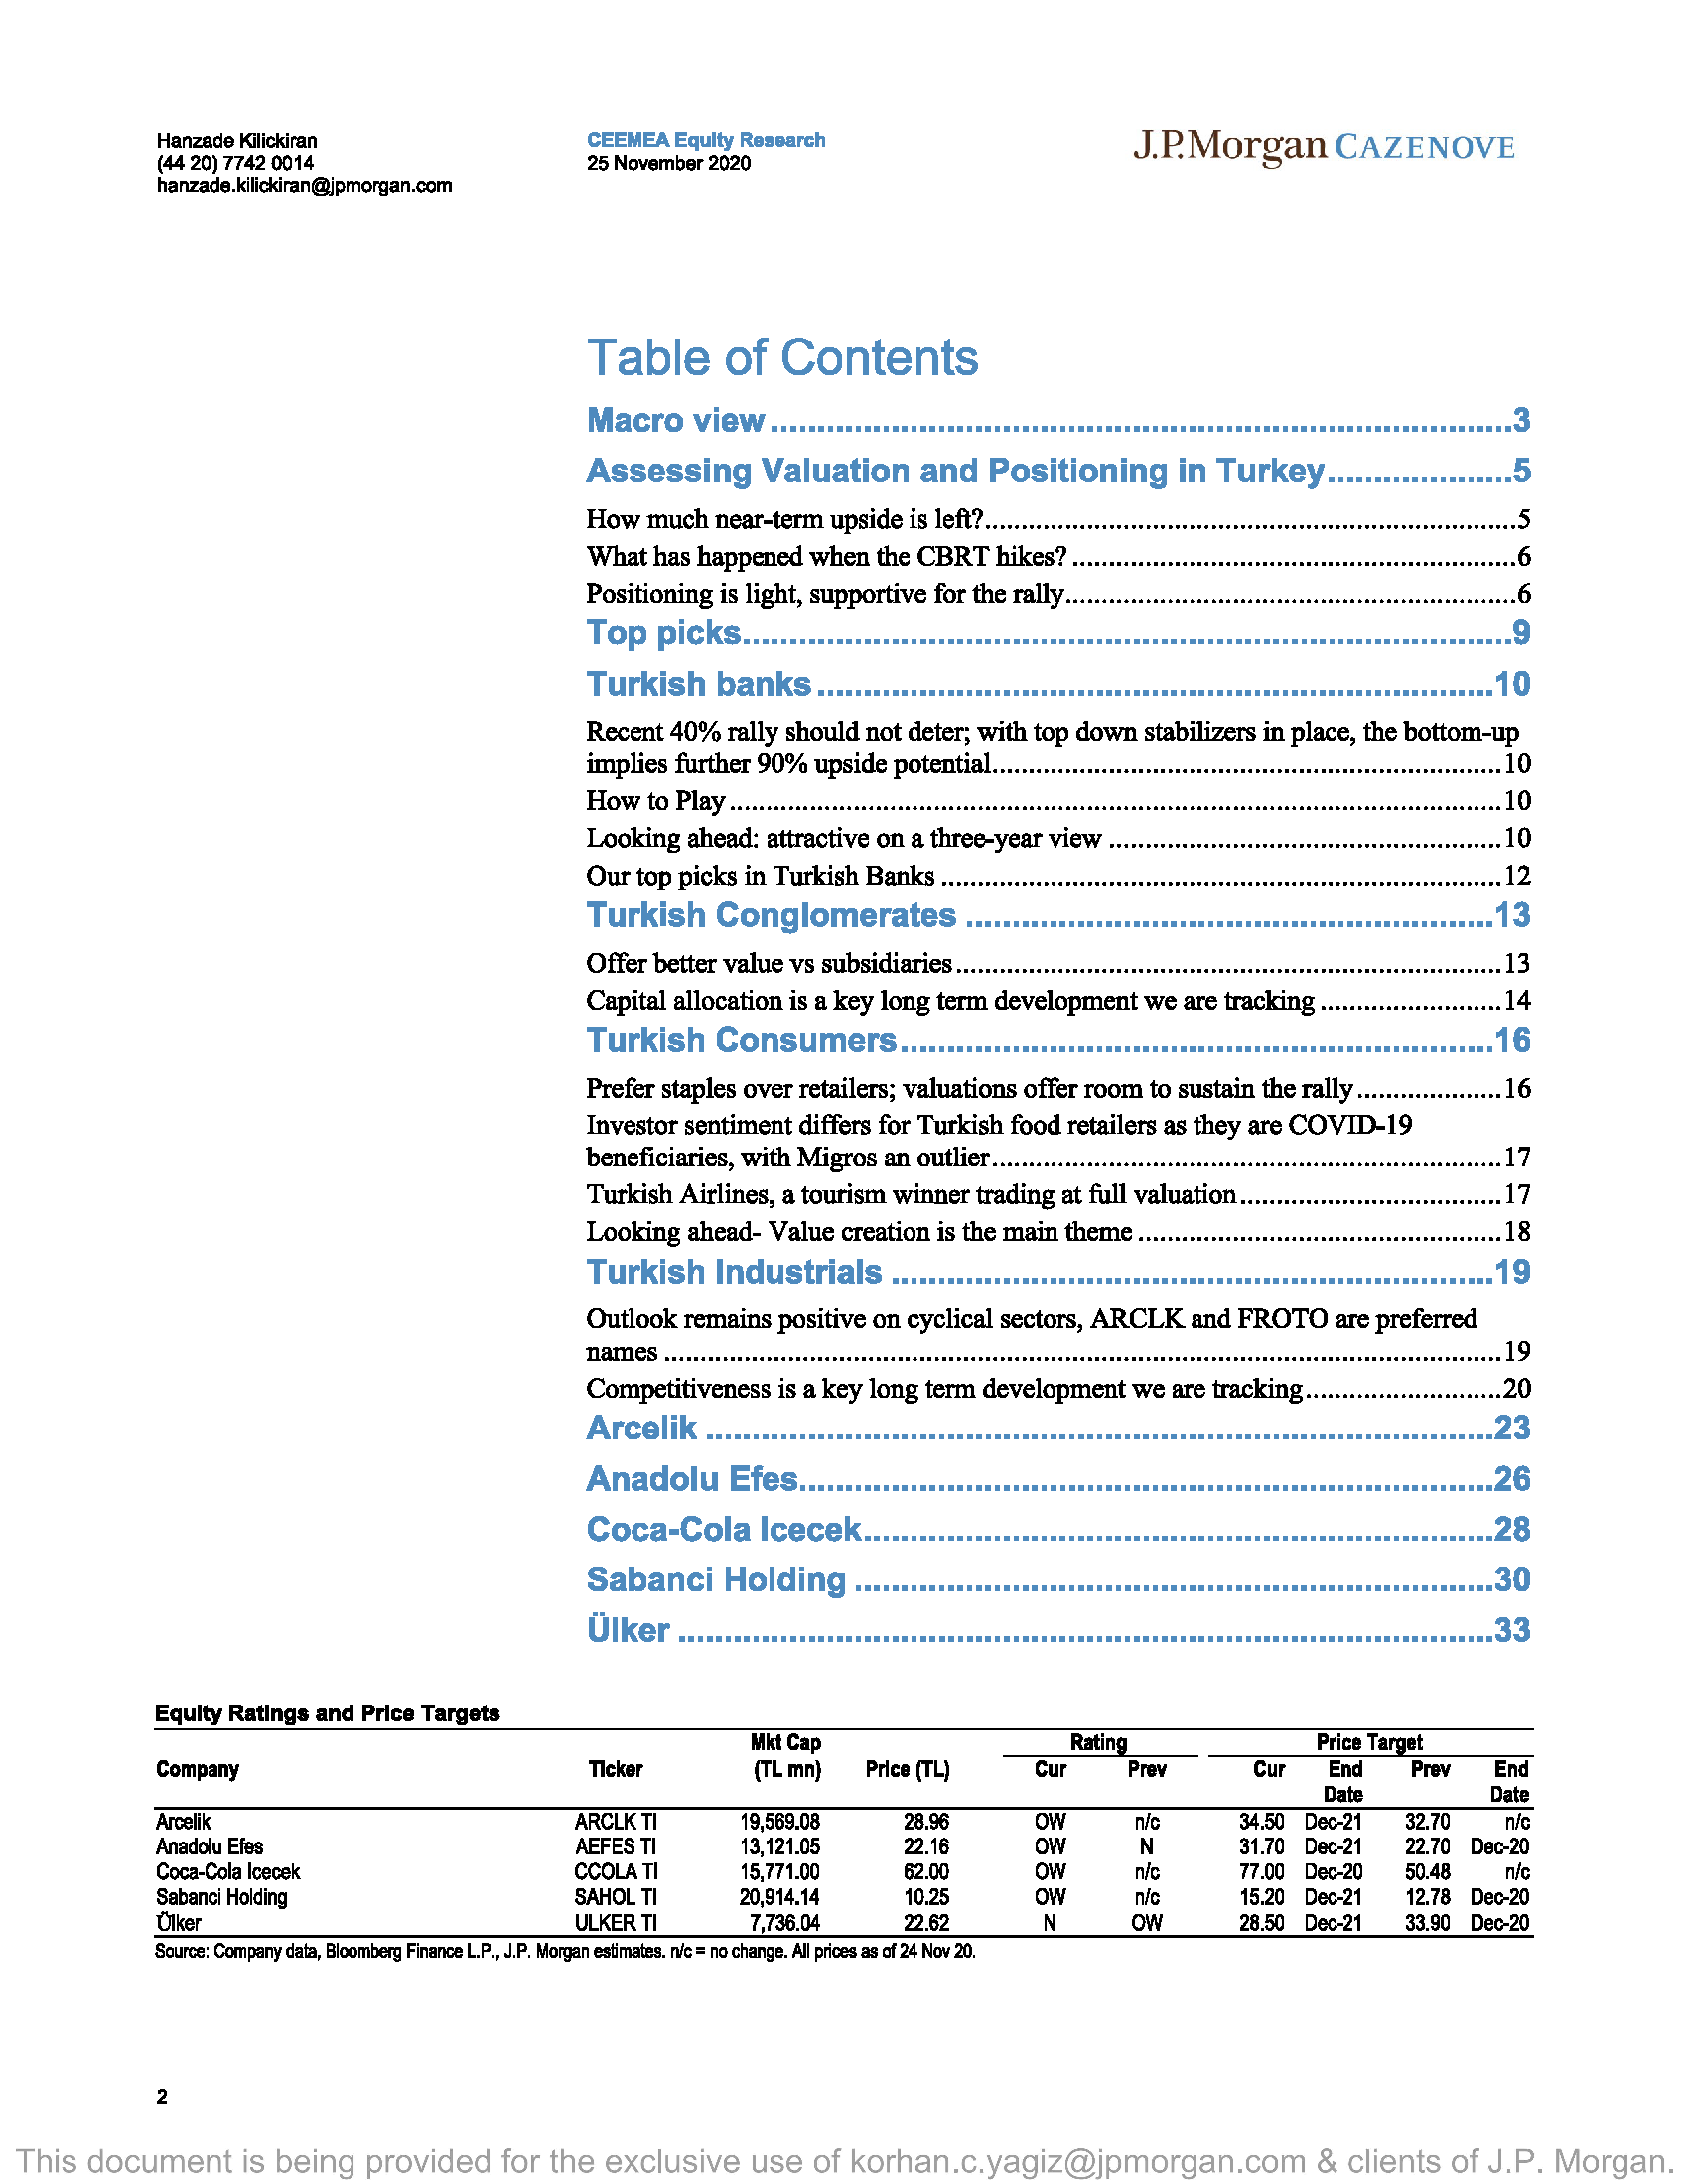 Hanzade Kilickiran
(44 20) 7742 0014
hanzade.kilickiran@jpmorgan.com
CEEMEA Equity Research
25 November 2020
J.P.Morgan CAZENOVE
Table of Contents
Macro view ................................................................................3
Assessing Valuation and Positioning in Turkey....................5
How much near-term upside is left?.........................................................................5
What has happened when the CBRT hikes? .............................................................6
Positioning is light, supportive for the rally..............................................................6
Top picks...................................................................................9
Turkish banks .........................................................................10
Recent 40% rally should not deter; with top down stabilizers in place, the bottom-up
implies further 90% upside potential......................................................................10
How to Play ..........................................................................................................10
Looking ahead: attractive on a three-year view ......................................................10
Our top picks in Turkish Banks .............................................................................12
Turkish Conglomerates .........................................................13
Offer better value vs subsidiaries...........................................................................13
Capital allocation is a key long term development we are tracking .........................14
Turkish Consumers................................................................16
Prefer staples over retailers; valuations offer room to sustain the rally....................16
Investor sentiment differs for Turkish food retailers as they are COVID-19
beneficiaries, with Migros an outlier......................................................................17
Turkish Airlines, a tourism winner trading at full valuation....................................17
Looking ahead- Value creation is the main theme ..................................................18
Turkish Industrials .................................................................19
Outlook remains positive on cyclical sectors, ARCLK and FROTO are preferred
names ...................................................................................................................19
Competitiveness is a key long term development we are tracking...........................20
Arcelik .....................................................................................23
Anadolu Efes...........................................................................26
Coca-Cola Icecek....................................................................28
Sabanci Holding .....................................................................30
Ülker ........................................................................................33
Equity Ratings and Price Targets
Mkt Cap Rating Price Target
Company Ticker (TL mn) Price (TL) Cur Prev Cur End Prev End
Date Date
Arcelik ARCLK TI 19,569.08 28.96 OW n/c 34.50 Dec-21 32.70 n/c
Anadolu Efes AEFES TI 13,121.05 22.16 OW N 31.70 Dec-21 22.70 Dec-20
Coca-Cola Icecek CCOLA TI 15,771.00 62.00 OW n/c 77.00 Dec-20 50.48 n/c
Sabanci Holding SAHOL TI 20,914.14 10.25 OW n/c 15.20 Dec-21 12.78 Dec-20
Ülker ULKER TI 7,736.04 22.62 N OW 28.50 Dec-21 33.90 Dec-20
Source: Company data, Bloomberg Finance L.P., J.P. Morgan estimates. n/c = no change. All prices as of 24 Nov 20.
2
This document is being provided for the exclusive use of korhan.c.yagiz@jpmorgan.com & clients of J.P. Morgan.